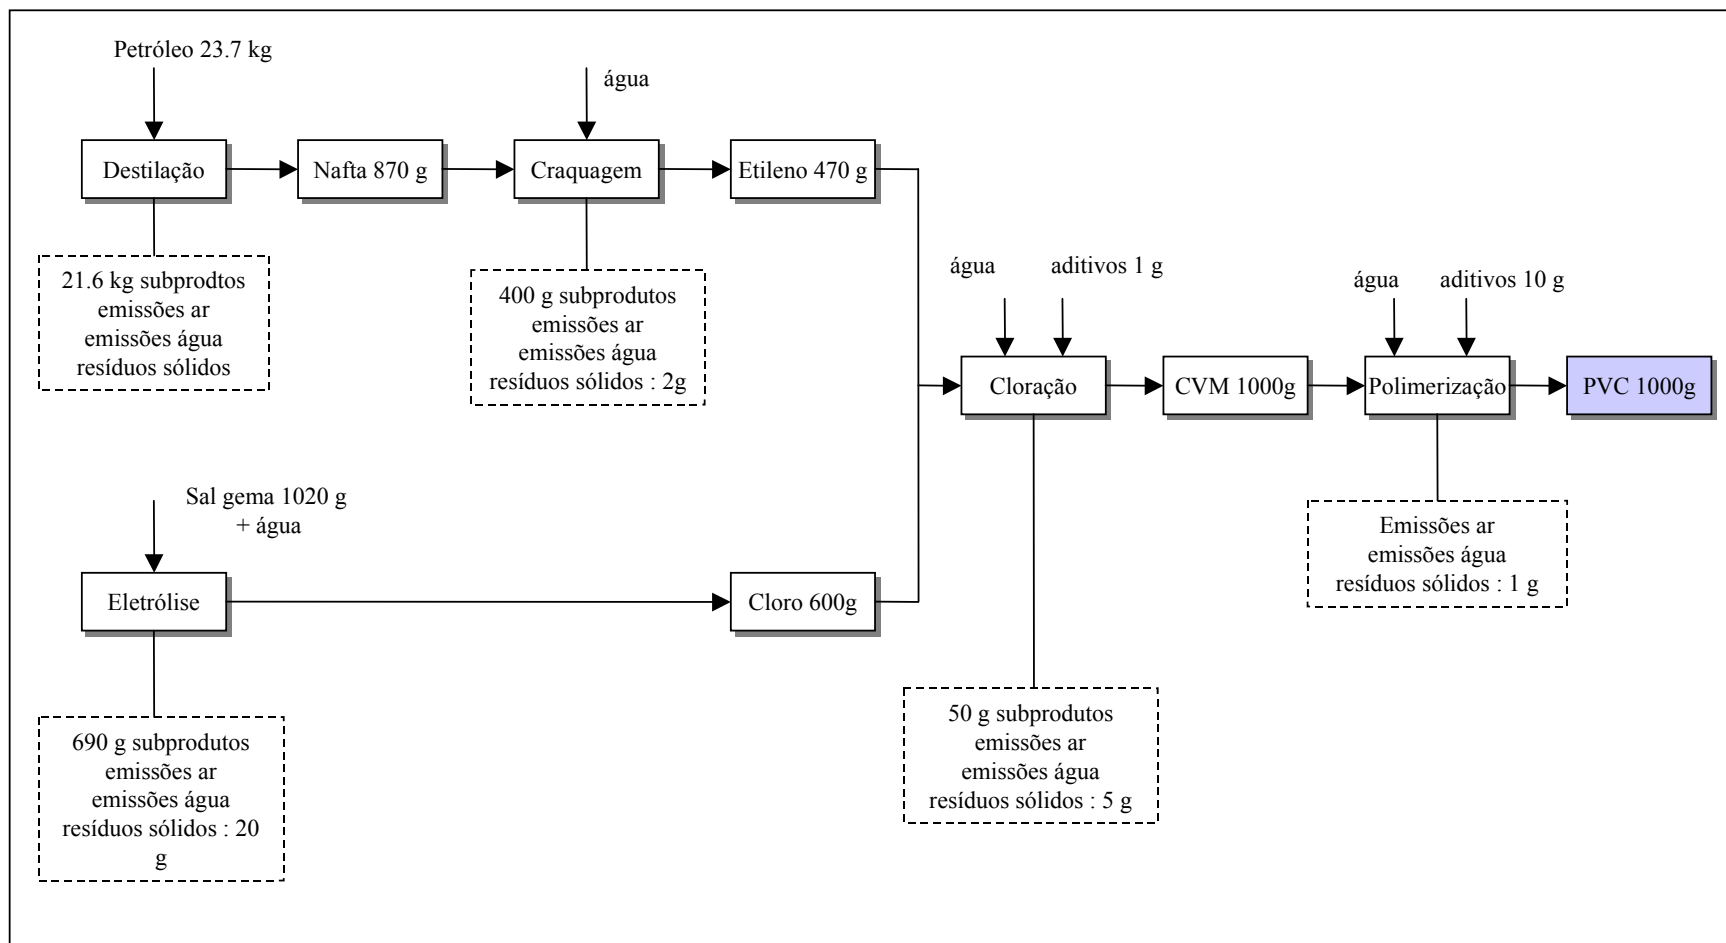 Petróleo 23.7 kg
água
Destilação
Nafta 870 g
Craquagem
Etileno 470 g
21.6 kg subprodtos
emissões ar
emissões água
resíduos sólidos
400 g subprodutos
emissões ar
emissões água
resíduos sólidos : 2g
água
aditivos 1 g
água
aditivos 10 g
Cloração
CVM 1000g
Polimerização
PVC 1000g
Sal gema 1020 g
+ água
Emissões ar
emissões água
resíduos sólidos : 1 g
Eletrólise
Cloro 600g
690 g subprodutos
emissões ar
emissões água
resíduos sólidos : 20
g
50 g subprodutos
emissões ar
emissões água
resíduos sólidos : 5 g